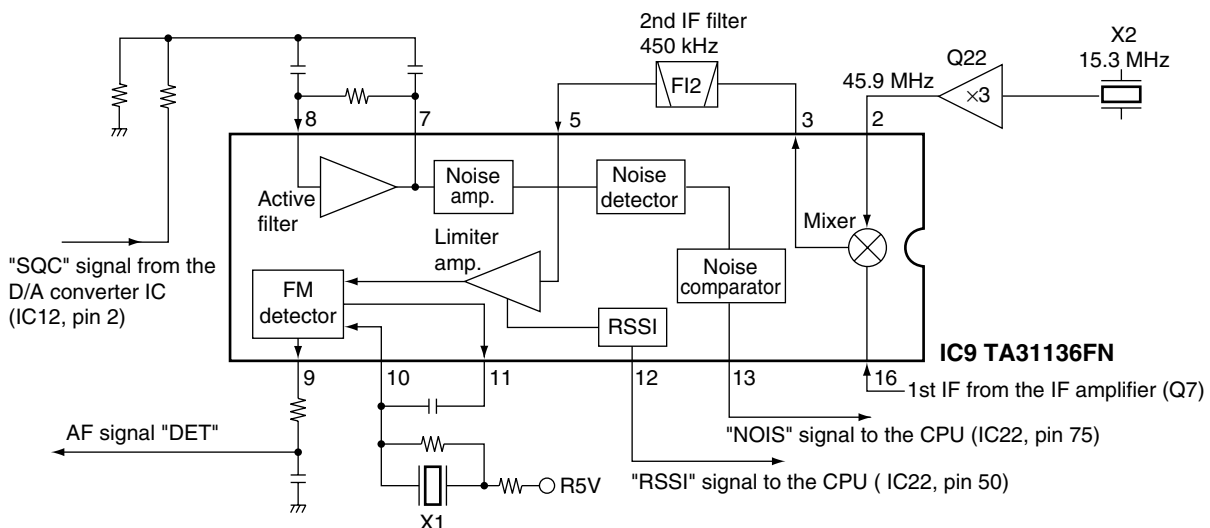 2nd IF filter
450 kHz
FI2
45.9 MHz
Q22
×3
X2
15.3 MHz
8
7
5
3
2
Active
filter
Noise
amp.
Noise
detector
Mixer
Limiter
amp.
FM
detector
Noise
comparator
RSSI
"SQC" signal from the
D/A converter IC
(IC12, pin 2)
IC9 TA31136FN
9
10
11
12
13
16
1st IF from the IF amplifier (Q7)
"NOIS" signal to the CPU (IC22, pin 75)
AF signal "DET"
"RSSI" signal to the CPU ( IC22, pin 50)
R5V
X1